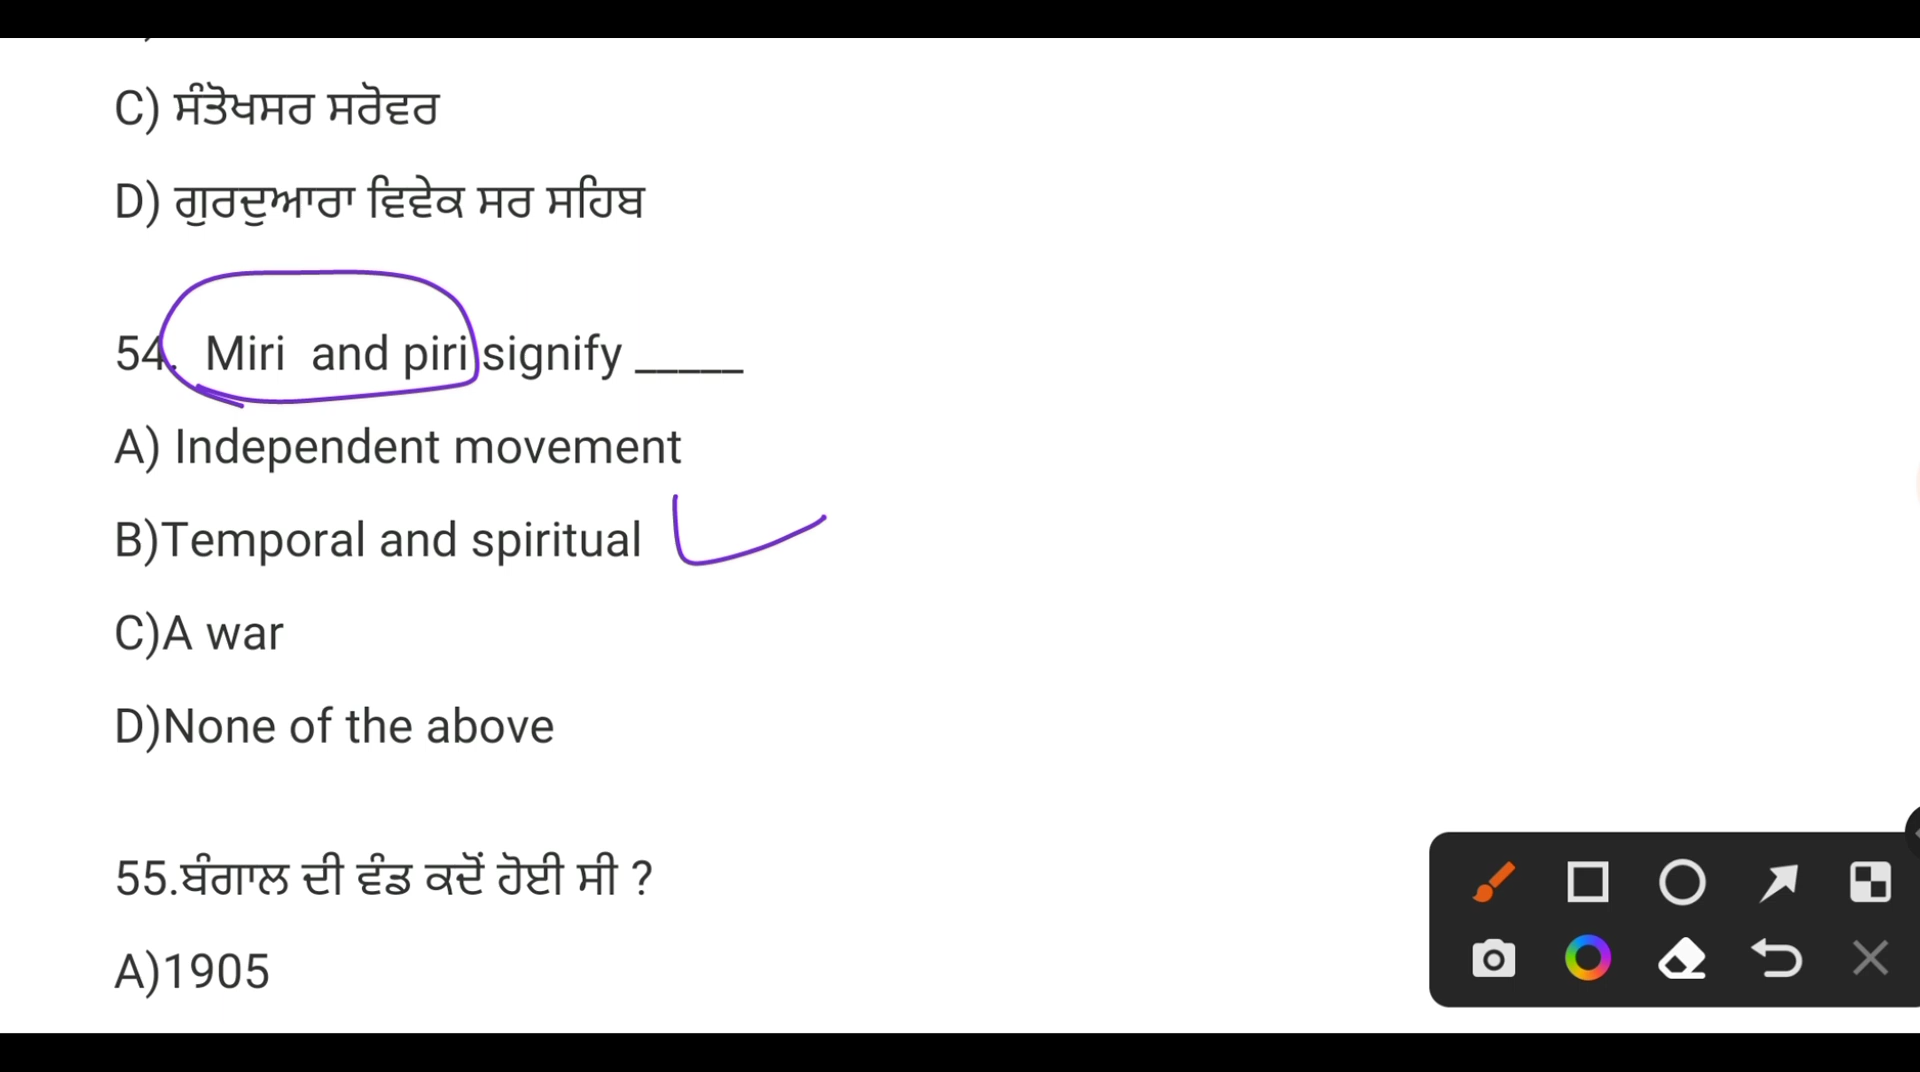 C) ਸੰਤੋਖਸਰ ਸਰੋਵਰ
D) ਗੁਰਦੁਆਰਾ ਵਿਵੇਕ ਸਰ ਸਹਿਬ
54. Miri and piri signify _____
A) Independent movement
B)Temporal and spiritual
C)A war
D)None of the above
55.ਬੰਗਾਲ ਦੀ ਵੰਡ ਕਦੋਂ ਹੋਈ ਸੀ ?
A)1905